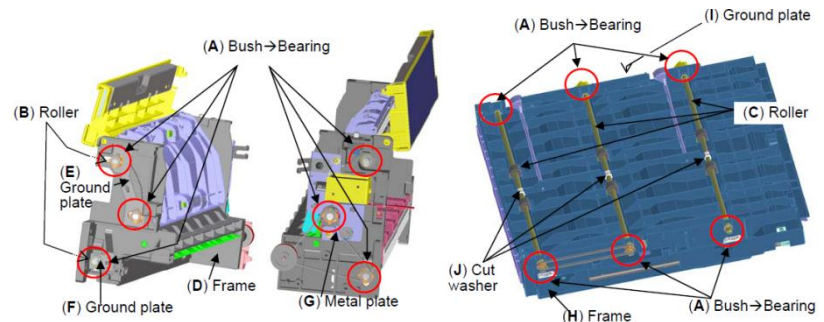 (A) Bush→Bearing
(B) Roller
(E)
Ground
plate
(F) Ground plate
(D) Frame
(G) Metal plate
(I) Ground plate
(A) Bush→Bearing
(C) Roller
(J) Cut
washer
(A) Bush→Bearing
(H) Frame